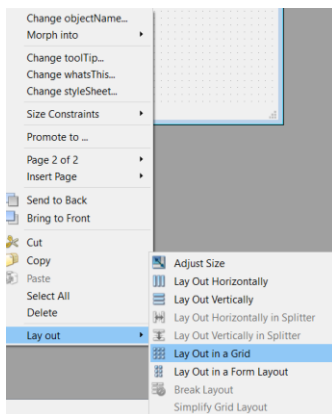 Change objectName...
Morph into
Change toolTip...
Change whatsThis...
Change styleSheet...
Size Constraints
Promote to ...
Page 2 of 2
Insert Page
Send to Back
Bring to Front
Cut
Copy
Paste
Select All
Delete
Lay out
Adjust Size
Lay Out Horizontally
Lay Out Vertically
Lay Out Horizontally in Splitter
Lay Out Vertically in Splitter
Lay Out in a Grid
Lay Out in a Form Layout
Break Layout
Simplify Grid Layout